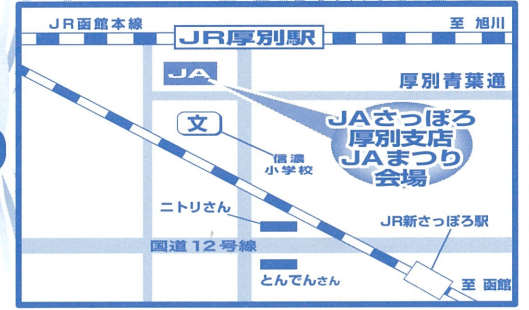 JR函館本線
至 旭川
JR厚別駅
JA
厚別青葉通
JAさっぽろ
厚別支店
JAまつり
会場
文
信濃
小学校
ニトリさん
JR新さっぽろ駅
国道12号線
とんでんさん
至 函館